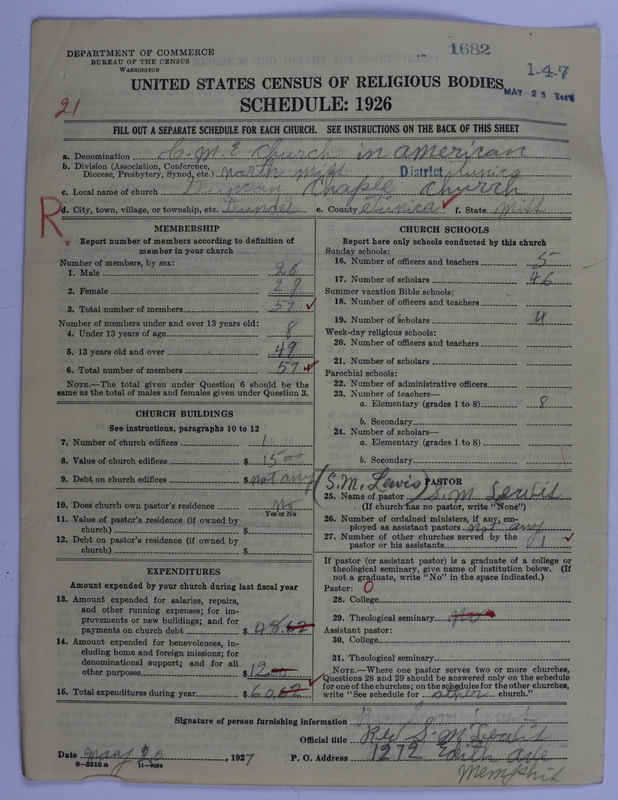 DEPARTMENT OF COMMERCE
BUREAU OF THE CENSUS
WASHINGTON
1682
1-4-7
MAY 23
21
UNITED STATES CENSUS OF RELIGIOUS BODIES
SCHEDULE: 1926
FILL OUT A SEPARATE SCHEDULE FOR EACH CHURCH. SEE INSTRUCTIONS ON THE BACK OF THIS SHEET
a. Denomination C. M. E Church in american
b. Division (Association, Conference, Diocese, Presbytery, Synod, etc.) north Miss District Tunica
c. Local name of church Duncan Chaple Church
R.
d. City, town, village, or township, etc. Dundee e. County Tunica f. State Miss
MEMBERSHIP
Report number of members according to definition of
member in your church
Number of members, by sex:
1. Male 28
2. Female 29
3. Total number of members 57
Number of members under and over 13 years old:
4. Under 13 years of age 8
5. 13 years old and over 49
6. Total number of members 57
NOTE.—The total given under Question 6 should be the
same as the total of males and females given under Question 3.
CHURCH BUILDINGS
See instructions, paragraphs 10 to 12
7. Number of church edifices 1
8. Value of church edifices $ 1500
9. Debt on church edifices $ not any
10. Does church own pastor's residence no
Yes or No
11. Value of pastor's residence (if owned by
church) $
12. Debt on pastor's residence (if owned by
church) $
EXPENDITURES
Amount expended by your church during last fiscal year
13. Amount expended for salaries, repairs,
and other running expenses; for im-
provements or new buildings; and for
payments on church debt $ 48.62
14. Amount expended for benevolences, in-
cluding home and foreign missions; for
denominational support; and for all
other purposes $ 12.00
15. Total expenditures during year $ 60.62
CHURCH SCHOOLS
Report here only schools conducted by this church
Sunday schools:
16. Number of officers and teachers 5
17. Number of scholars 46
Summer vacation Bible schools:
18. Number of officers and teachers
19. Number of scholars 4
Week-day religious schools:
20. Number of officers and teachers
21. Number of scholars
Parochial schools:
22. Number of administrative officers
23. Number of teachers—
a. Elementary (grades 1 to 8) 8
b. Secondary
24. Number of scholars—
a. Elementary (grades 1 to 8)
b. Secondary
(S.M. Lewis) PASTOR
25. Name of pastor S. M. Lewis
(If church has no pastor, write "None")
26. Number of ordained ministers, if any, em-
ployed as assistant pastors not any
27. Number of other churches served by the
pastor or his assistants 1
If pastor (or assistant pastor) is a graduate of a college or
theological seminary, give name of institution below. (If
not a graduate, write "No" in the space indicated.)
Pastor: 0
28. College
29. Theological seminary
Assistant pastor:
30. College
31. Theological seminary
NOTE.—Where one pastor serves two or more churches,
Questions 28 and 29 should be answered only on the schedule
for one of the churches; on the schedules for the other churches,
write "See schedule for other church."
Signature of person furnishing information
Official title Rev S. M. Lewis
Date May 20, 1927 P. O. Address 1272 Edith ave
Memphis
8—5518 a 11—9084